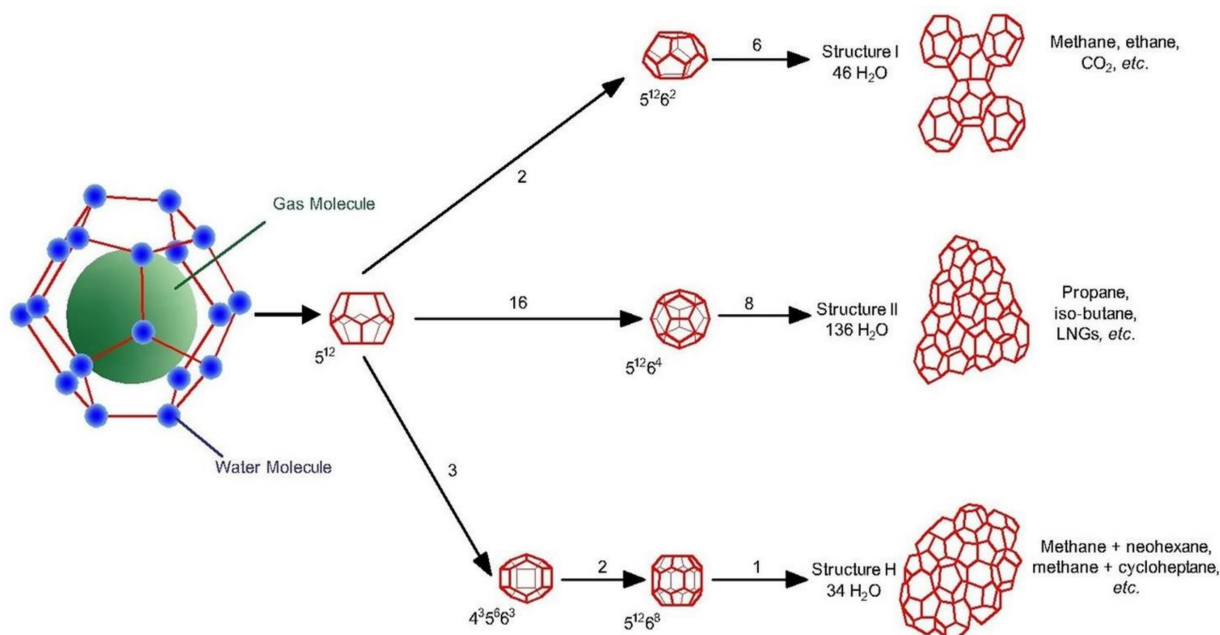 6
Structure I
46 H₂O
Methane, ethane,
CO₂, etc.
5¹²6²
2
Gas Molecule
16
8
Structure II
136 H₂O
Propane,
iso-butane,
LNGs, etc.
5¹²
5¹²6⁴
Water Molecule
3
2
1
Structure H
34 H₂O
Methane + neohexane,
methane + cycloheptane,
etc.
4³5⁶6³
5¹²6⁸